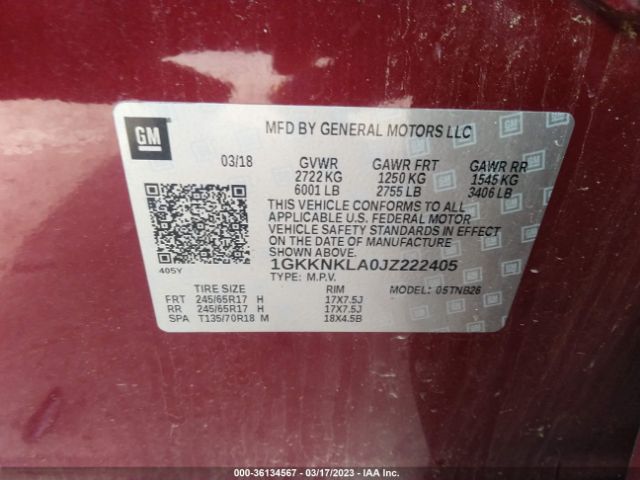 GM
MFD BY GENERAL MOTORS LLC
03/18 GVWR GAWR FRT GAWR RR
2722 KG 1250 KG 1545 KG
6001 LB 2755 LB 3406 LB
THIS VEHICLE CONFORMS TO ALL
APPLICABLE U.S. FEDERAL MOTOR
VEHICLE SAFETY STANDARDS IN EFFECT
ON THE DATE OF MANUFACTURE
SHOWN ABOVE.
405Y
1GKKNKLA0JZ222405
TYPE: M.P.V. MODEL: 05TNB26
TIRE SIZE RIM
FRT 245/65R17 H 17X7.5J
RR 245/65R17 H 17X7.5J
SPA T135/70R18 M 18X4.5B
000-36134567 — 03/17/2023 — IAA Inc.